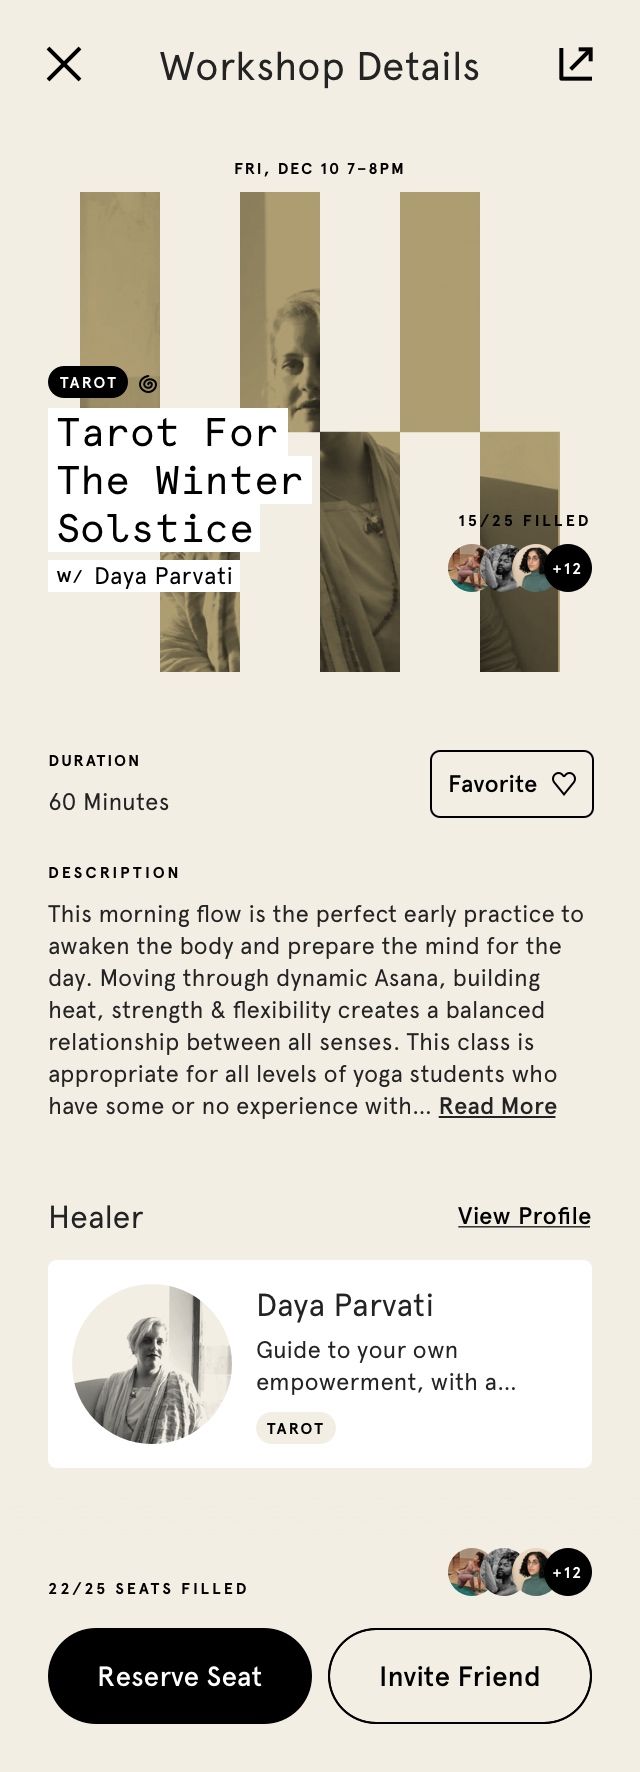 Workshop Details
FRI, DEC 10 7–8PM
TAROT
Tarot For
The Winter
Solstice
w/ Daya Parvati
15/25 FILLED
+12
DURATION
60 Minutes
Favorite
DESCRIPTION
This morning flow is the perfect early practice to
awaken the body and prepare the mind for the
day. Moving through dynamic Asana, building
heat, strength & flexibility creates a balanced
relationship between all senses. This class is
appropriate for all levels of yoga students who
have some or no experience with... Read More
Healer
View Profile
Daya Parvati
Guide to your own
empowerment, with a...
TAROT
22/25 SEATS FILLED
+12
Reserve Seat
Invite Friend